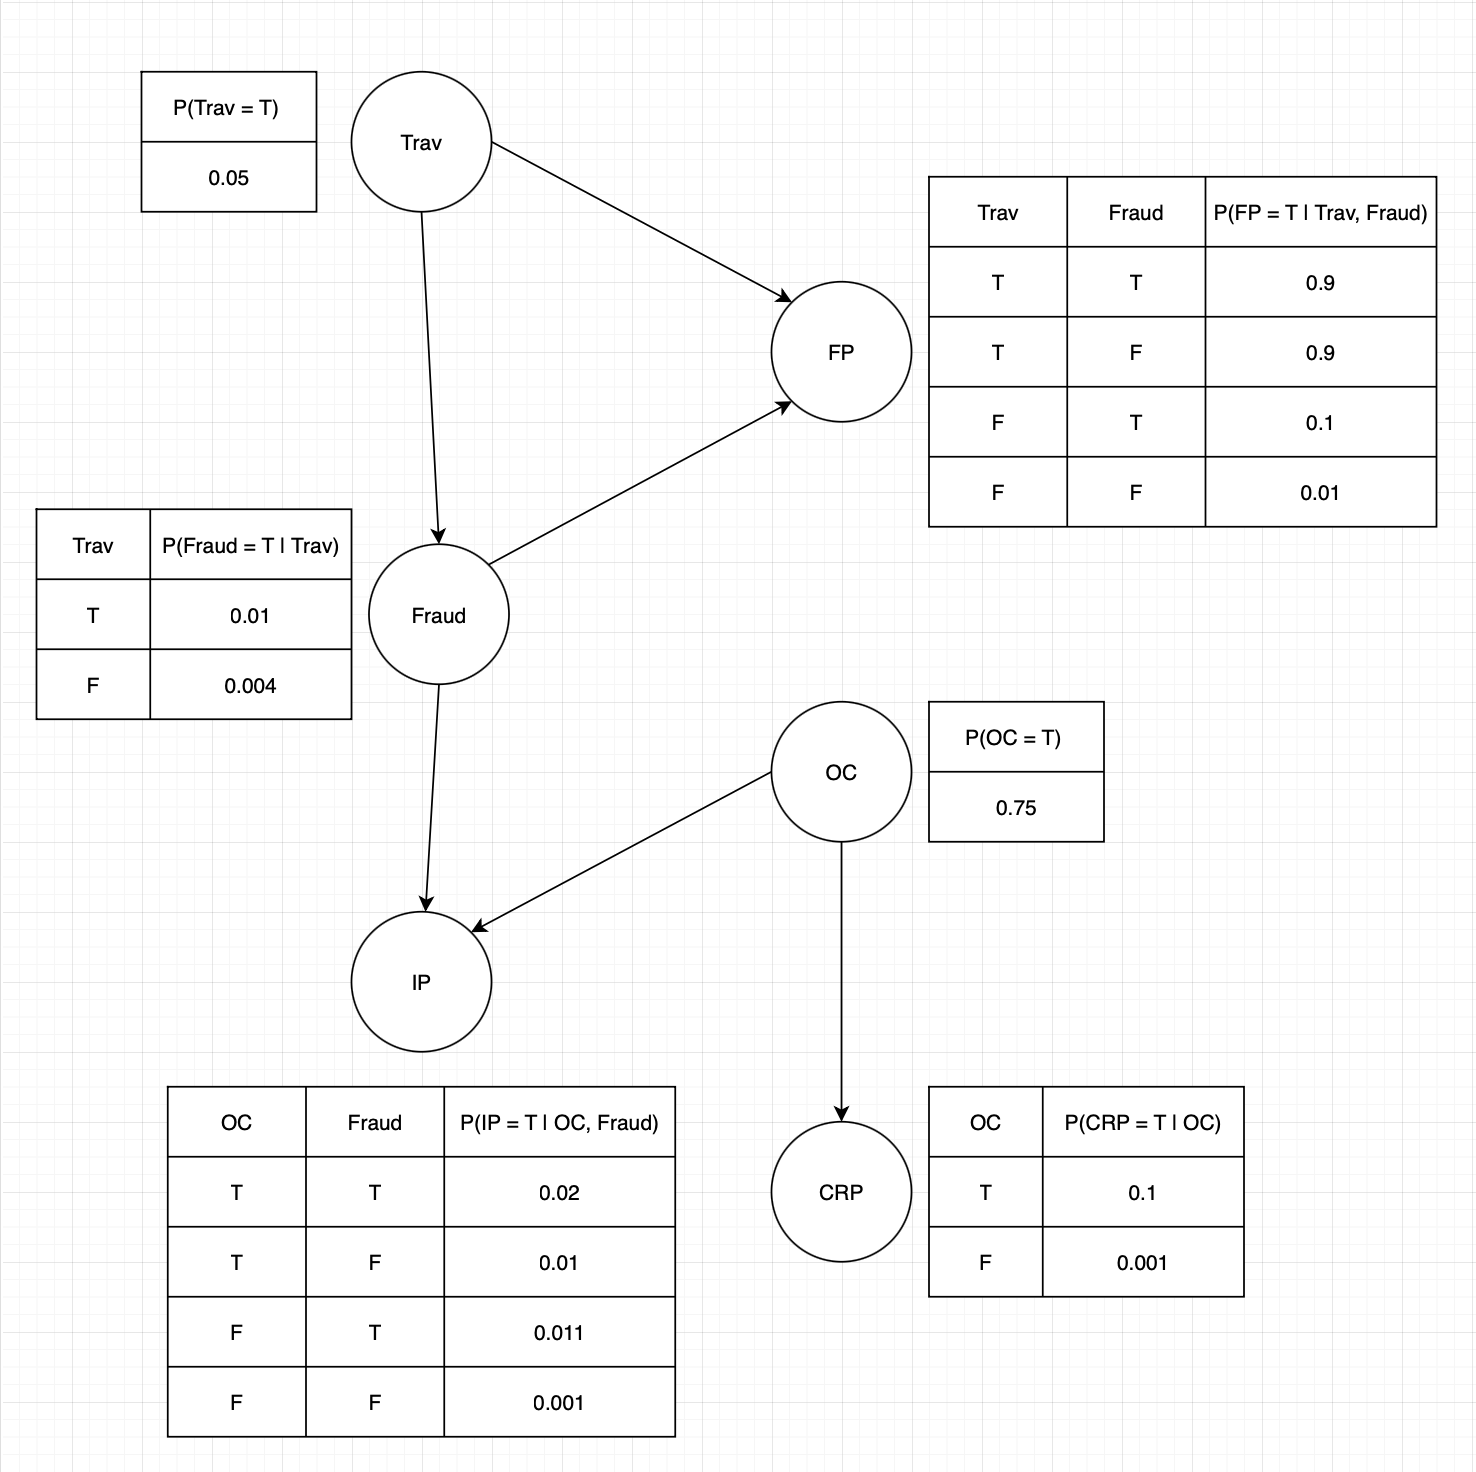 P(Trav = T)
0.05
Trav
Trav Fraud P(FP = T | Trav, Fraud)
T T 0.9
T F 0.9
F T 0.1
F F 0.01
FP
Trav P(Fraud = T | Trav)
T 0.01
F 0.004
Fraud
OC
P(OC = T)
0.75
IP
OC Fraud P(IP = T | OC, Fraud)
T T 0.02
T F 0.01
F T 0.011
F F 0.001
CRP
OC P(CRP = T | OC)
T 0.1
F 0.001